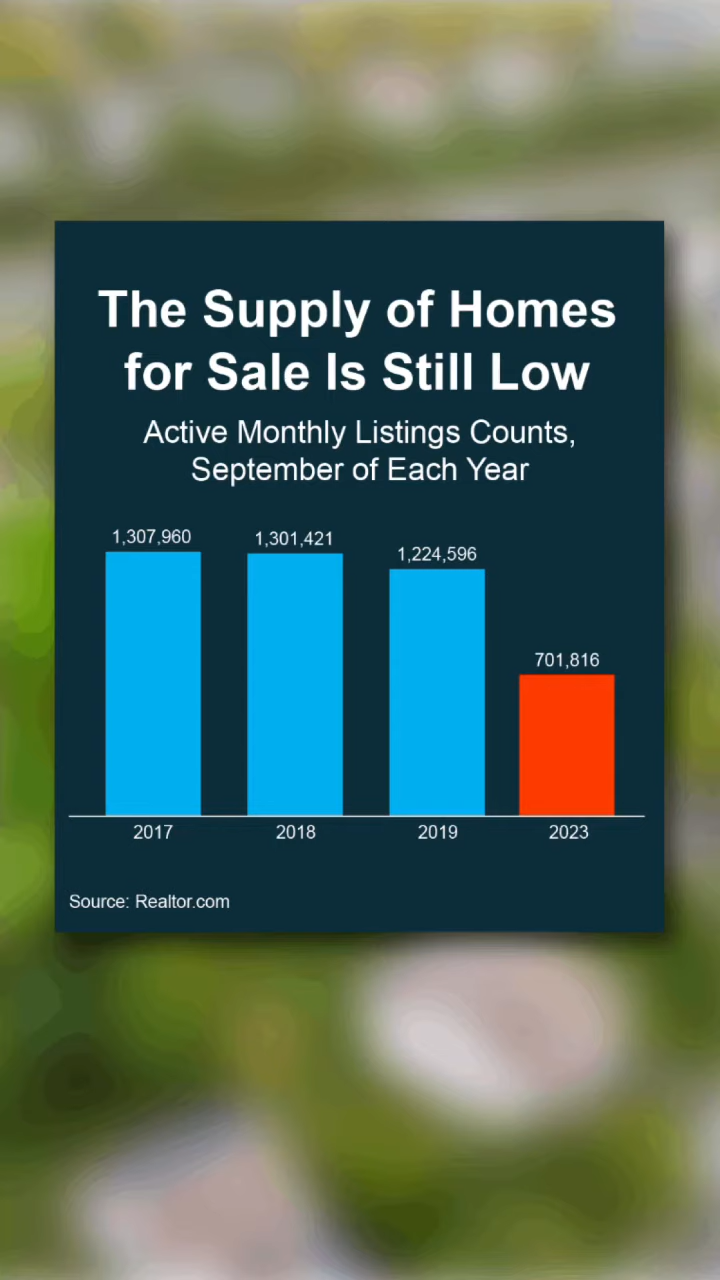 The Supply of Homes
for Sale Is Still Low
Active Monthly Listings Counts,
September of Each Year
1,307,960
1,301,421
1,224,596
701,816
2017
2018
2019
2023
Source: Realtor.com